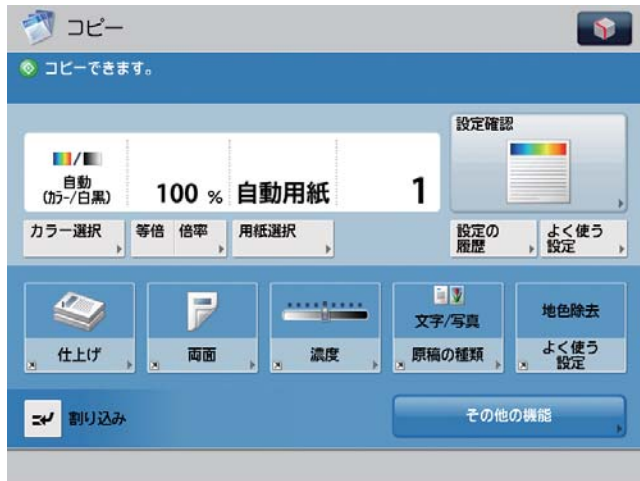 コピー
コピーできます。
設定確認
自動
(ｶﾗｰ/白黒)
100 %
自動用紙
1
カラー選択
等倍
倍率
用紙選択
設定の
履歴
よく使う
設定
文字/写真
地色除去
仕上げ
両面
濃度
原稿の種類
よく使う
設定
割り込み
その他の機能